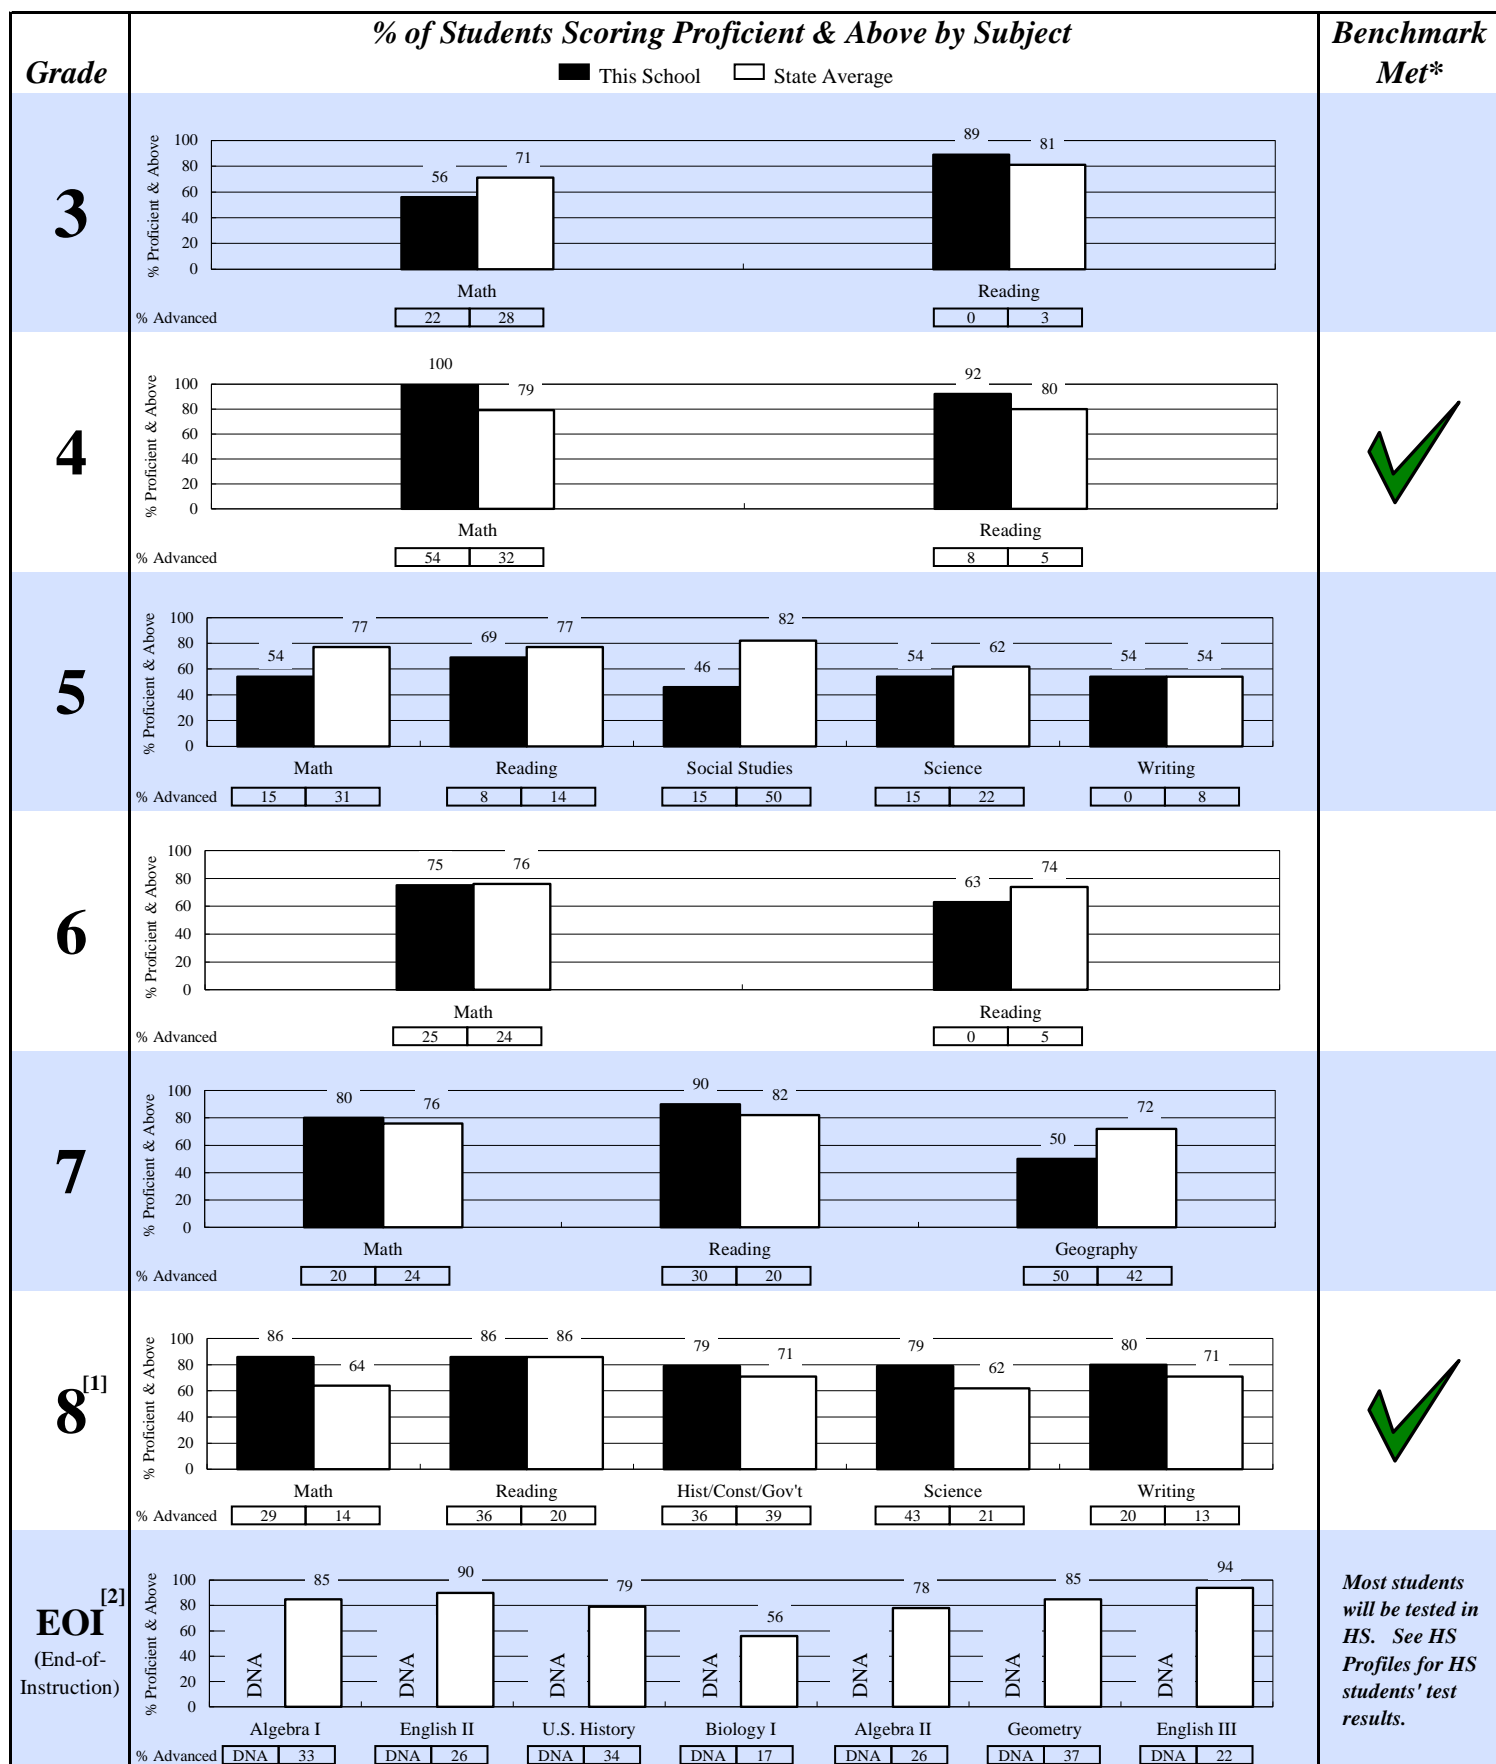 % of Students Scoring Proficient & Above by Subject
Benchmark
Met*
Grade
This School
State Average
3
% Proficient & Above
100
80
60
40
20
0
56
71
89
81
Math
Reading
% Advanced
22 28
0 3
4
% Proficient & Above
100
80
60
40
20
0
100
79
92
80
Math
Reading
% Advanced
54 32
8 5
5
% Proficient & Above
100
80
60
40
20
0
54
77
69
77
46
82
54
62
54
54
Math
Reading
Social Studies
Science
Writing
% Advanced
15 31
8 14
15 50
15 22
0 8
6
% Proficient & Above
100
80
60
40
20
0
75
76
63
74
Math
Reading
% Advanced
25 24
0 5
7
% Proficient & Above
100
80
60
40
20
0
80
76
90
82
50
72
Math
Reading
Geography
% Advanced
20 24
30 20
50 42
8[1]
% Proficient & Above
100
80
60
40
20
0
86
64
86
86
79
71
79
62
80
71
Math
Reading
Hist/Const/Gov't
Science
Writing
% Advanced
29 14
36 20
36 39
43 21
20 13
EOI[2]
(End-of-
Instruction)
% Proficient & Above
100
80
60
40
20
0
DNA
85
DNA
90
DNA
79
DNA
56
DNA
78
DNA
85
DNA
94
Algebra I
English II
U.S. History
Biology I
Algebra II
Geometry
English III
% Advanced
DNA 33
DNA 26
DNA 34
DNA 17
DNA 26
DNA 37
DNA 22
Most students
will be tested in
HS. See HS
Profiles for HS
students' test
results.